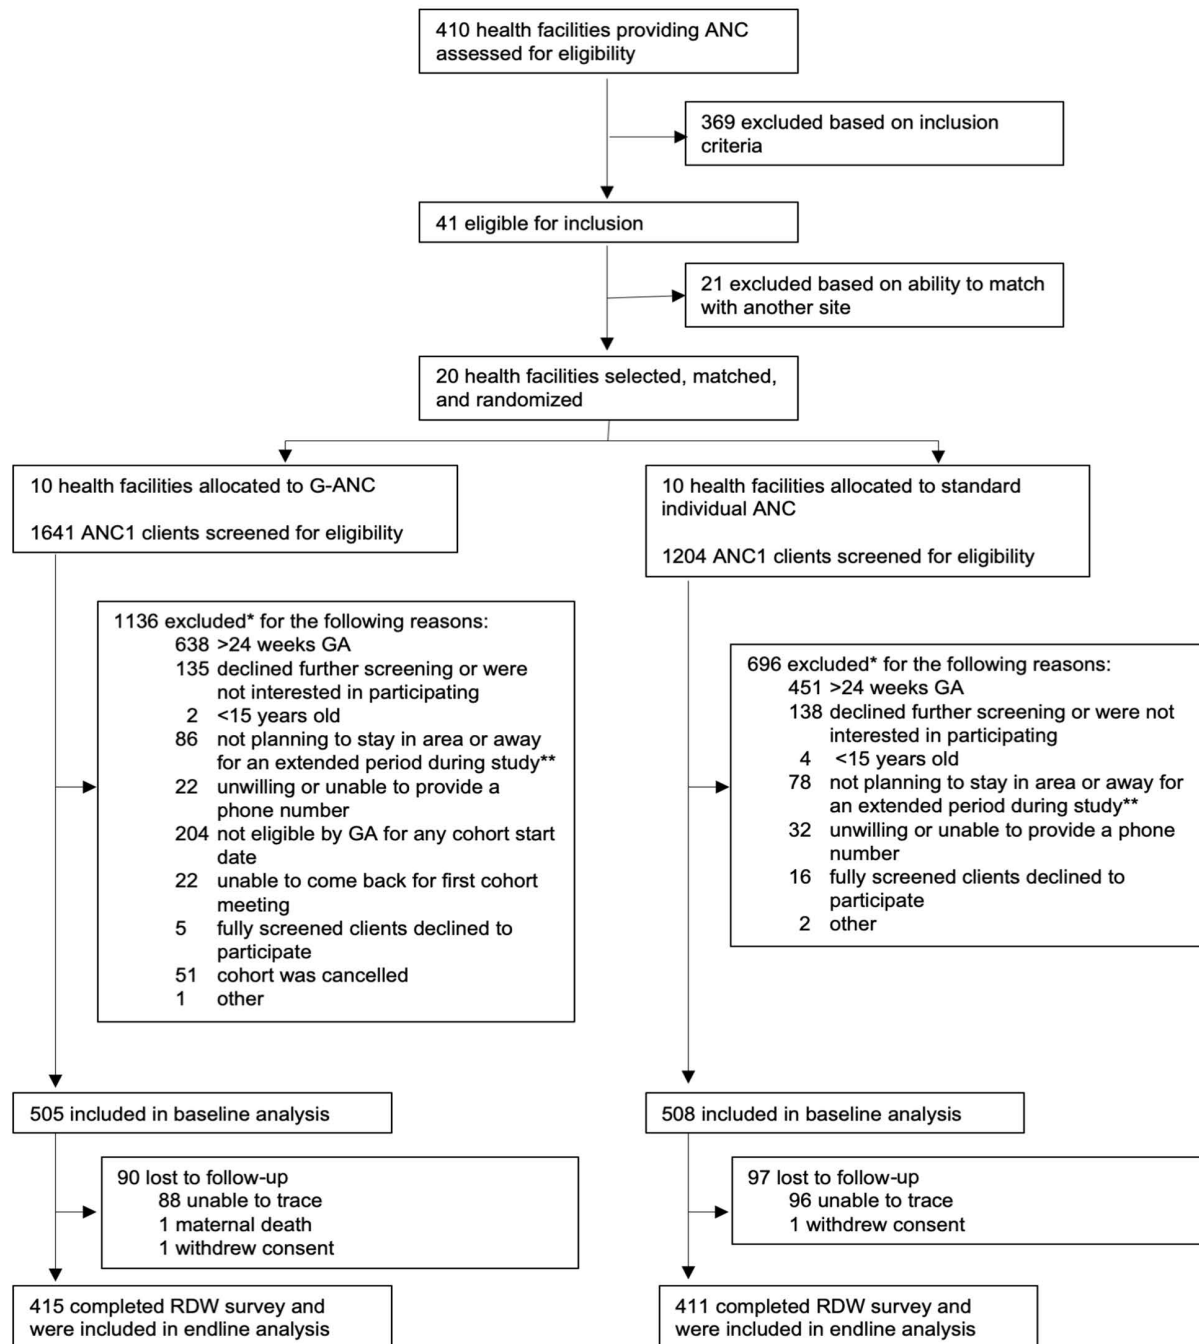 410 health facilities providing ANC
assessed for eligibility
369 excluded based on inclusion
criteria
41 eligible for inclusion
21 excluded based on ability to match
with another site
20 health facilities selected, matched,
and randomized
10 health facilities allocated to G-ANC
1641 ANC1 clients screened for eligibility
1136 excluded* for the following reasons:
638 >24 weeks GA
135 declined further screening or were
not interested in participating
2 <15 years old
86 not planning to stay in area or away
for an extended period during study**
22 unwilling or unable to provide a
phone number
204 not eligible by GA for any cohort start
date
22 unable to come back for first cohort
meeting
5 fully screened clients declined to
participate
51 cohort was cancelled
1 other
505 included in baseline analysis
90 lost to follow-up
88 unable to trace
1 maternal death
1 withdrew consent
415 completed RDW survey and
were included in endline analysis
10 health facilities allocated to standard
individual ANC
1204 ANC1 clients screened for eligibility
696 excluded* for the following reasons:
451 >24 weeks GA
138 declined further screening or were not
interested in participating
4 <15 years old
78 not planning to stay in area or away for
an extended period during study**
32 unwilling or unable to provide a phone
number
16 fully screened clients declined to
participate
2 other
508 included in baseline analysis
97 lost to follow-up
96 unable to trace
1 withdrew consent
411 completed RDW survey and
were included in endline analysis